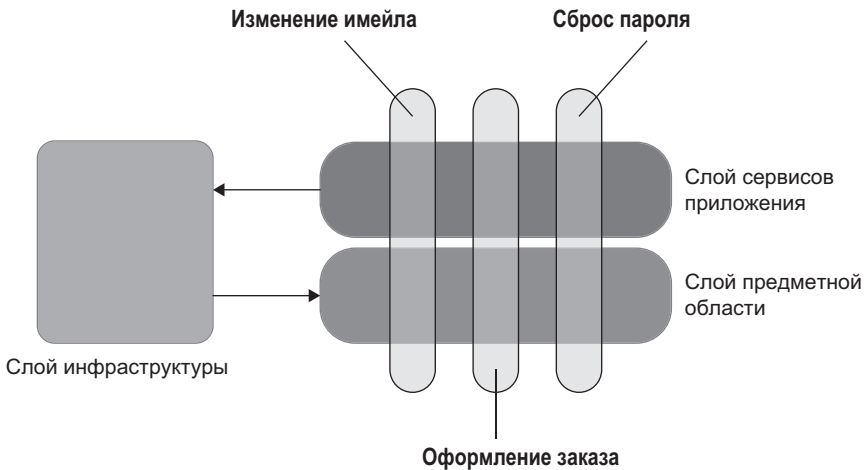 Изменение имейла
Сброс пароля
Слой сервисов
приложения
Слой предметной
области
Слой инфраструктуры
Оформление заказа